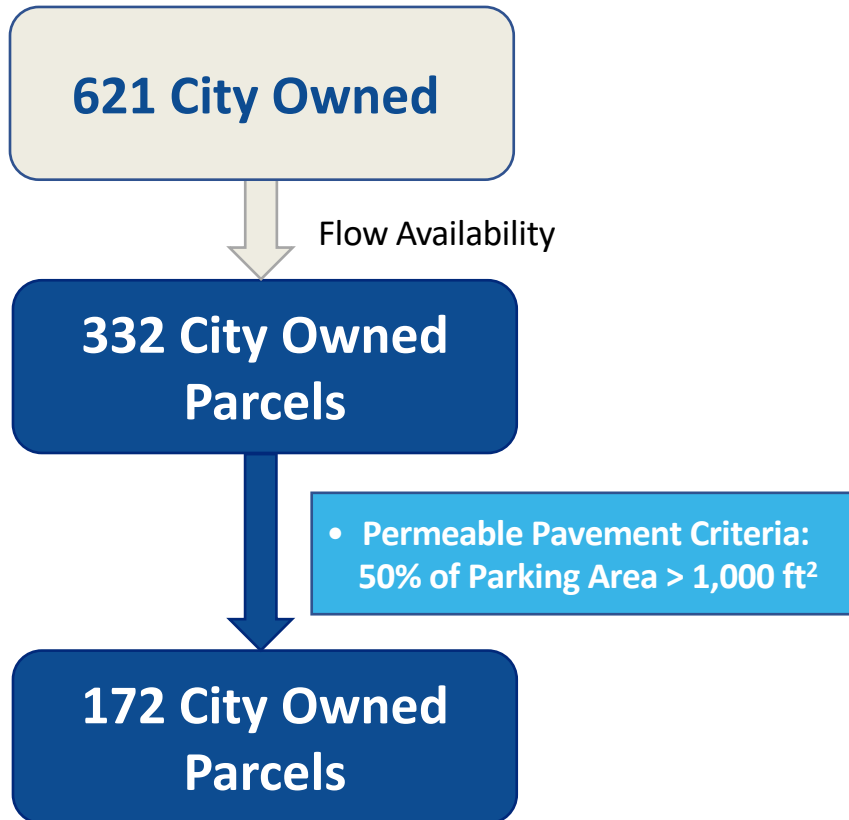 621 City Owned
Flow Availability
332 City Owned
Parcels
• Permeable Pavement Criteria:
50% of Parking Area > 1,000 ft²
172 City Owned
Parcels